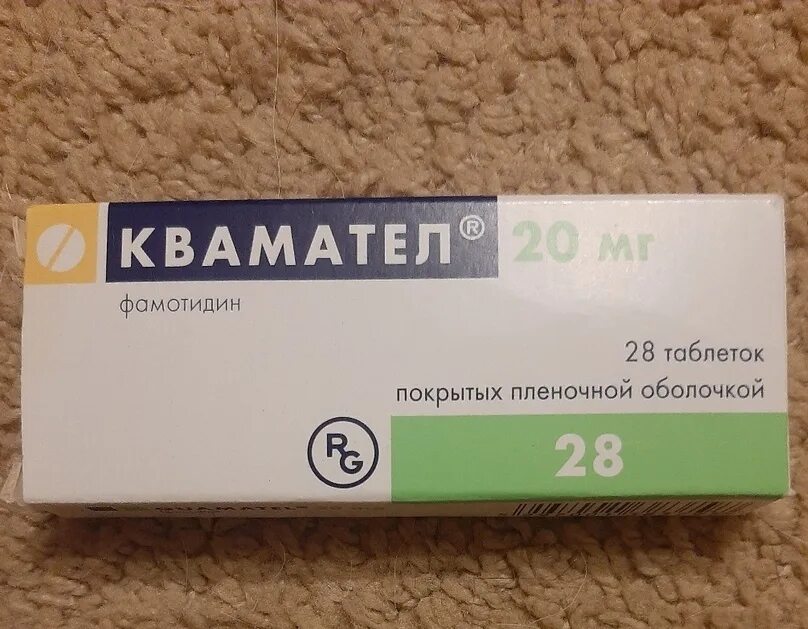 КВАМАТЕЛ® 20 мг
фамотидин
28 таблеток
покрытых пленочной оболочкой
RG
28